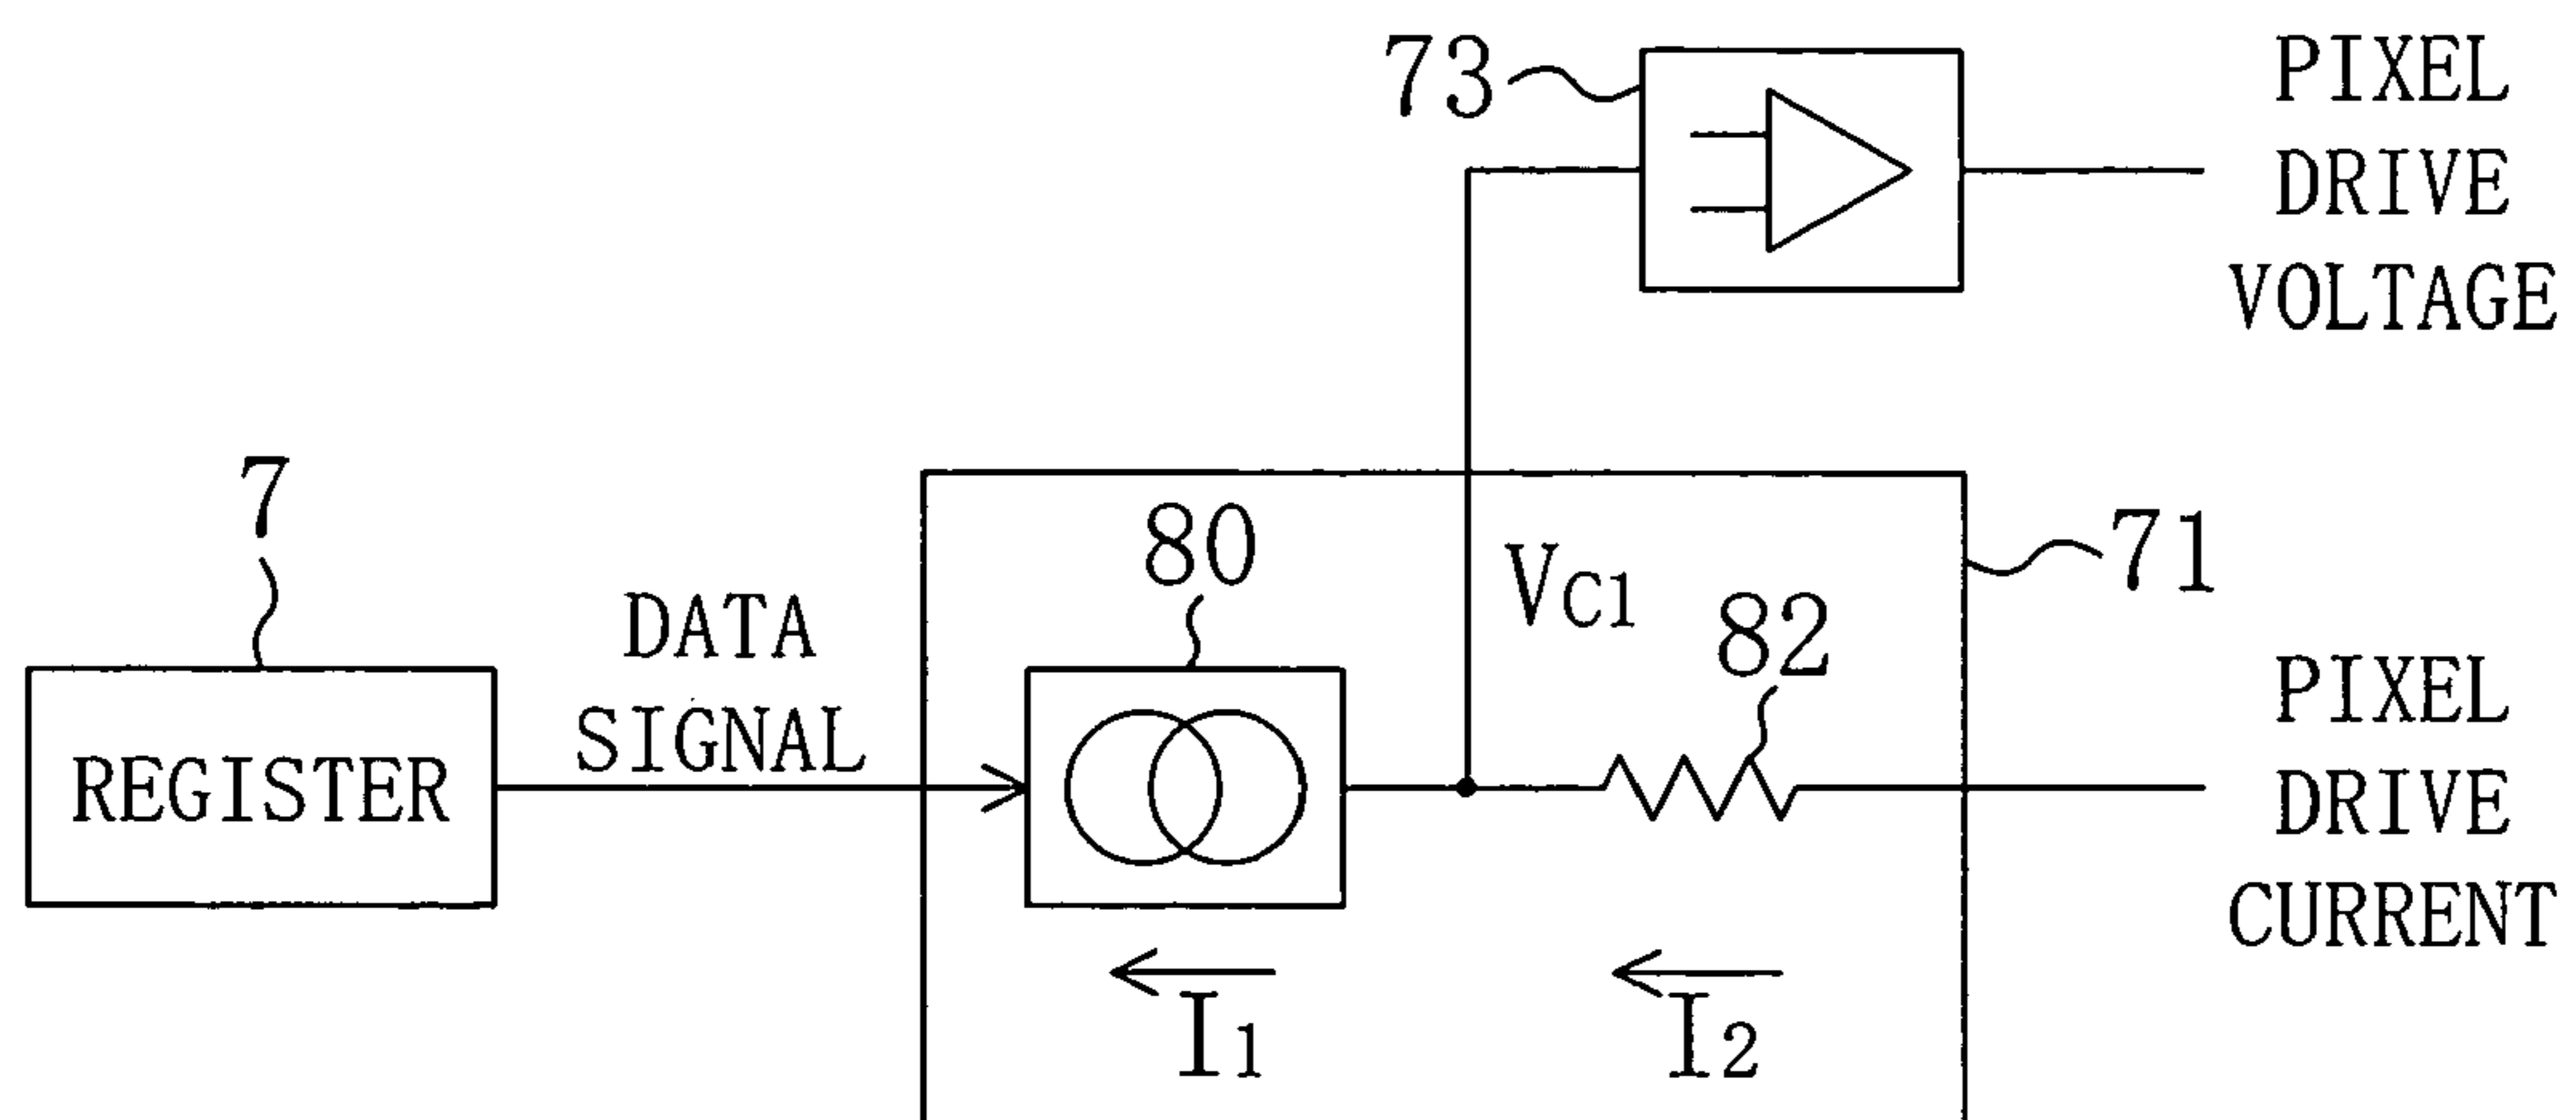 73
PIXEL
DRIVE
VOLTAGE
7
80
VC1
71
82
DATA
SIGNAL
REGISTER
PIXEL
DRIVE
CURRENT
I1
I2